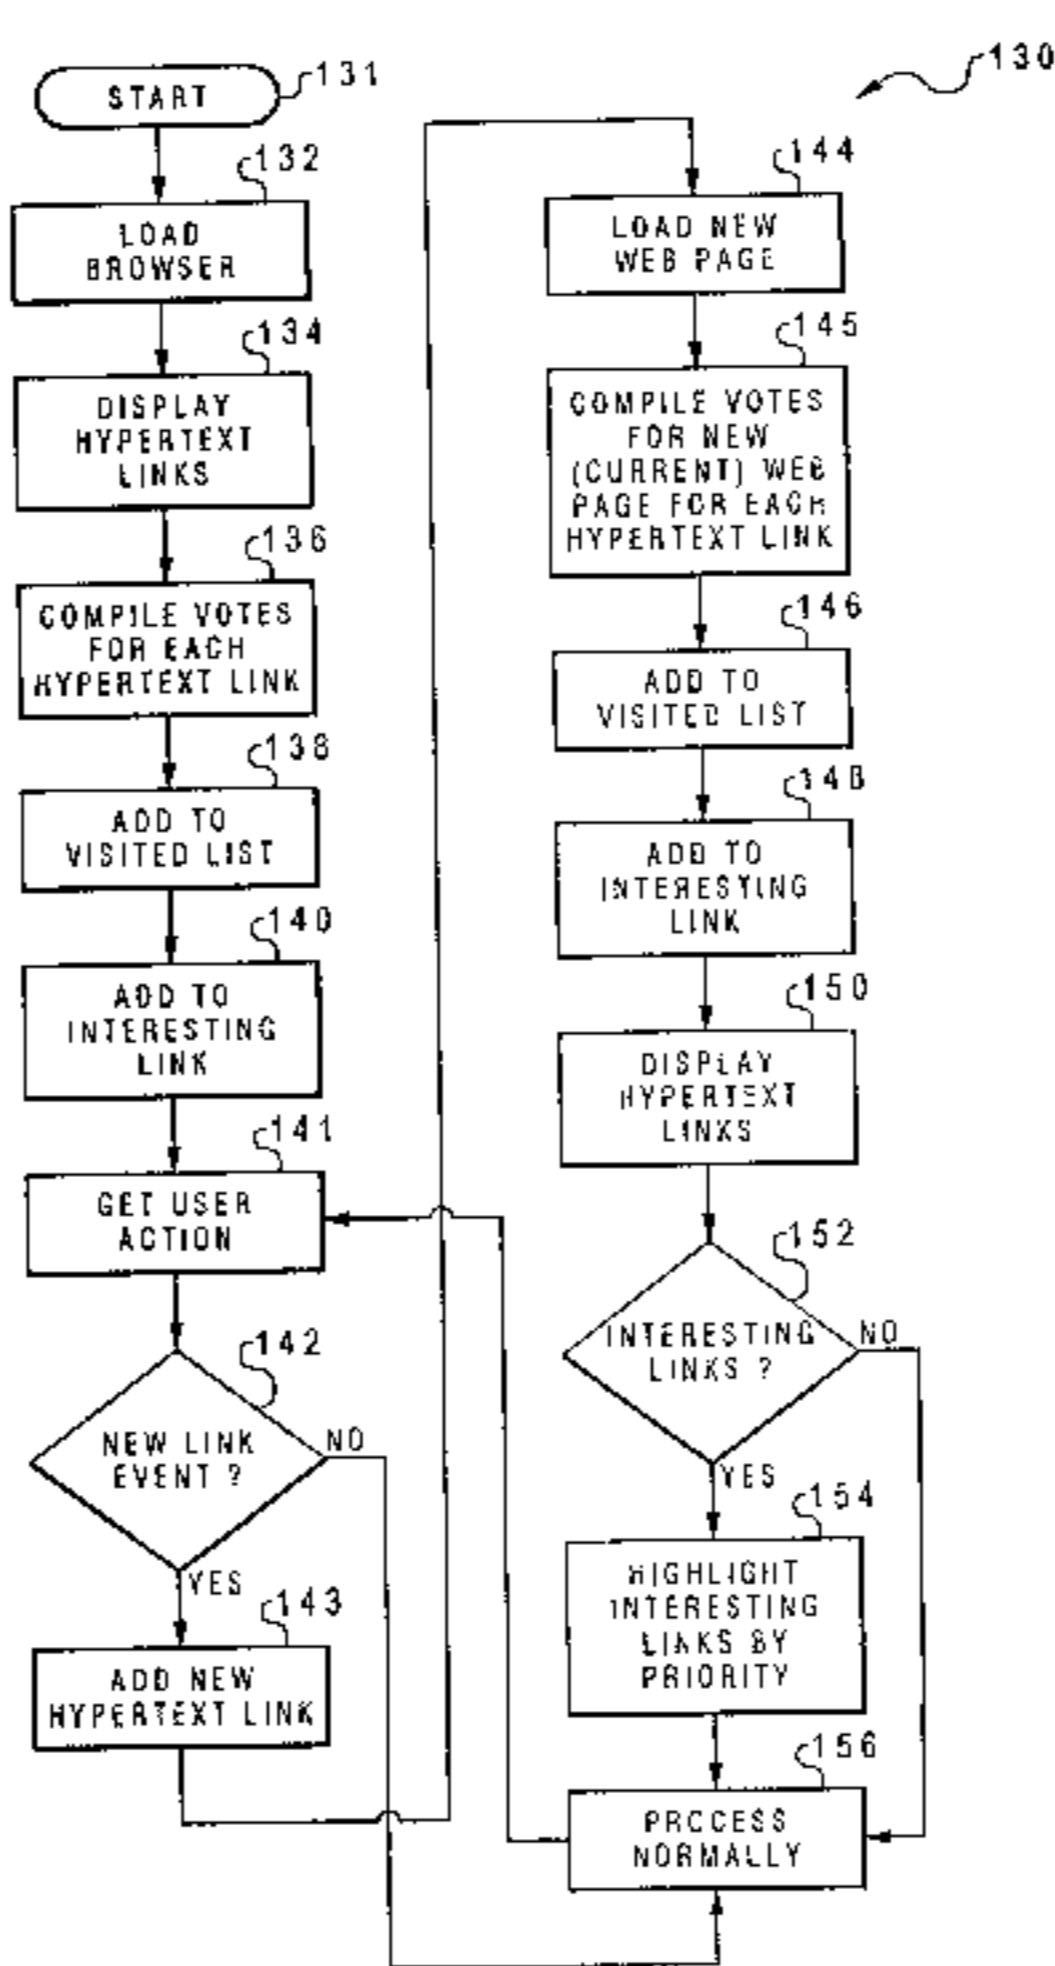 130
START
131
132
LOAD
BROWSER
134
DISPLAY
HYPERTEXT
LINKS
136
COMPILE VOTES
FOR EACH
HYPERTEXT LINK
138
ADD TO
VISITED LIST
140
ADD TO
INTERESTING
LINK
141
GET USER
ACTION
142
NEW LINK
EVENT ?
NO
YES
143
ADD NEW
HYPERTEXT LINK
144
LOAD NEW
WEB PAGE
145
COMPILE VOTES
FOR NEW
(CURRENT) WEB
PAGE FOR EACH
HYPERTEXT LINK
146
ADD TO
VISITED LIST
148
ADD TO
INTERESTING
LINK
150
DISPLAY
HYPERTEXT
LINKS
152
INTERESTING
LINKS ?
NO
YES
154
HIGHLIGHT
INTERESTING
LINKS BY
PRIORITY
156
PROCESS
NORMALLY